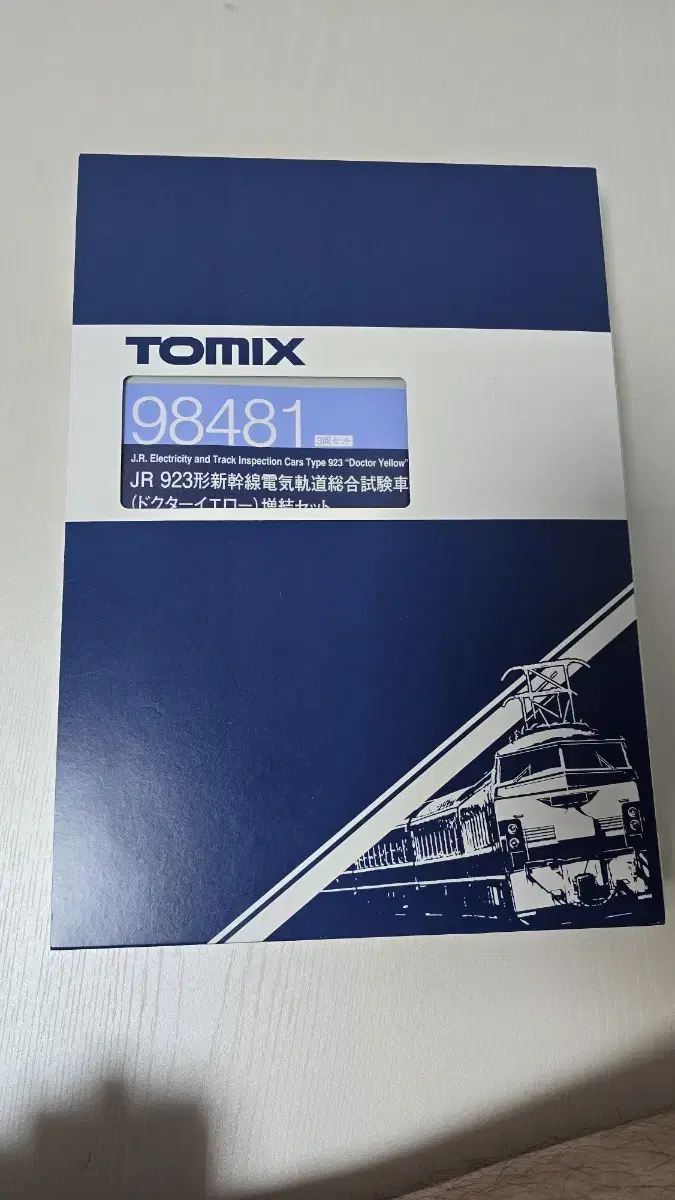 TOMIX
98481
3両セット
J.R. Electricity and Track Inspection Cars Type 923 "Doctor Yellow"
JR 923形新幹線電気軌道総合試験車
(ドクターイエロー)増結セット